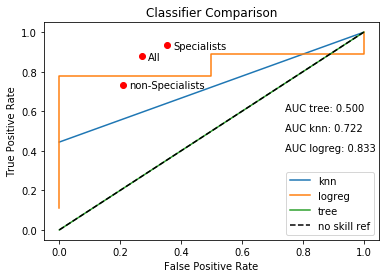 Classifier Comparison
1.0
0.8
0.6
0.4
0.2
0.0
True Positive Rate
Specialists
All
non-Specialists
AUC tree: 0.500
AUC knn: 0.722
AUC logreg: 0.833
knn
logreg
tree
no skill ref
0.0 0.2 0.4 0.6 0.8 1.0
False Positive Rate